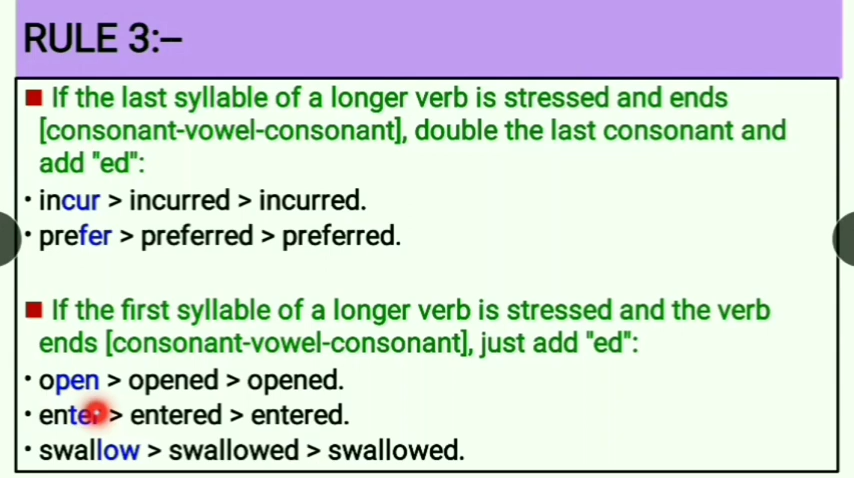 RULE 3:–
■ If the last syllable of a longer verb is stressed and ends
[consonant-vowel-consonant], double the last consonant and
add "ed":
• incur > incurred > incurred.
• prefer > preferred > preferred.
■ If the first syllable of a longer verb is stressed and the verb
ends [consonant-vowel-consonant], just add "ed":
• open > opened > opened.
• enter > entered > entered.
• swallow > swallowed > swallowed.